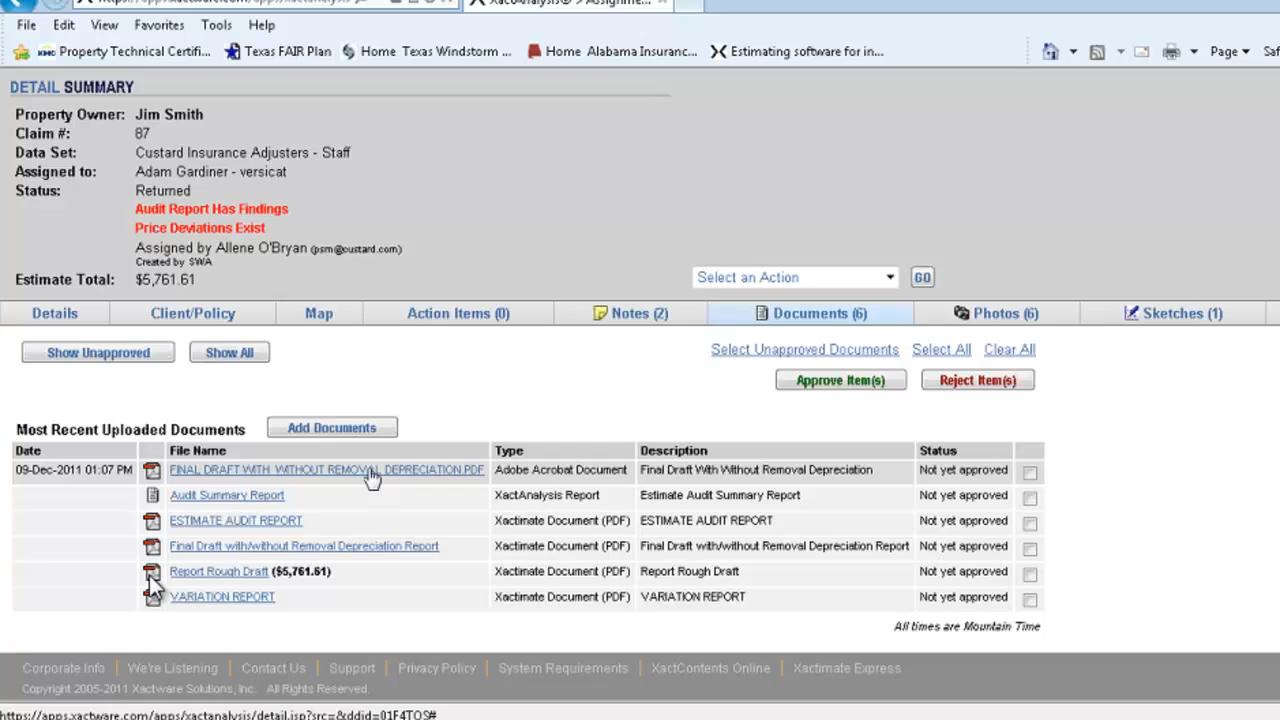 File Edit View Favorites Tools Help
Property Technical Certifi... Texas FAIR Plan Home Texas Windstorm ... Home Alabama Insuranc... Estimating software for in... Page
DETAIL SUMMARY
Property Owner: Jim Smith
Claim #: 87
Data Set: Custard Insurance Adjusters - Staff
Assigned to: Adam Gardiner - versicat
Status: Returned
Audit Report Has Findings
Price Deviations Exist
Assigned by Allene O'Bryan (psm@custard.com)
Created by SWA
Estimate Total: $5,761.61
Select an Action GO
Details Client/Policy Map Action Items (0) Notes (2) Documents (6) Photos (6) Sketches (1)
Show Unapproved Show All Select Unapproved Documents Select All Clear All
Approve Item(s) Reject Item(s)
Most Recent Uploaded Documents Add Documents
Date File Name Type Description Status
09-Dec-2011 01:07 PM FINAL DRAFT WITH_WITHOUT REMOVAL DEPRECIATION.PDF Adobe Acrobat Document Final Draft With Without Removal Depreciation Not yet approved
Audit Summary Report XactAnalysis Report Estimate Audit Summary Report Not yet approved
ESTIMATE AUDIT REPORT Xactimate Document (PDF) ESTIMATE AUDIT REPORT Not yet approved
Final Draft with/without Removal Depreciation Report Xactimate Document (PDF) Final Draft with/without Removal Depreciation Report Not yet approved
Report Rough Draft ($5,761.61) Xactimate Document (PDF) Report Rough Draft Not yet approved
VARIATION REPORT Xactimate Document (PDF) VARIATION REPORT Not yet approved
All times are Mountain Time
Corporate Info We're Listening Contact Us Support Privacy Policy System Requirements XactContents Online Xactimate Express
Copyright 2005-2011 Xactware Solutions, Inc. All Rights Reserved.
https://apps.xactware.com/apps/xactanalysis/detail.jsp?src=&ddid=01F4TOS#